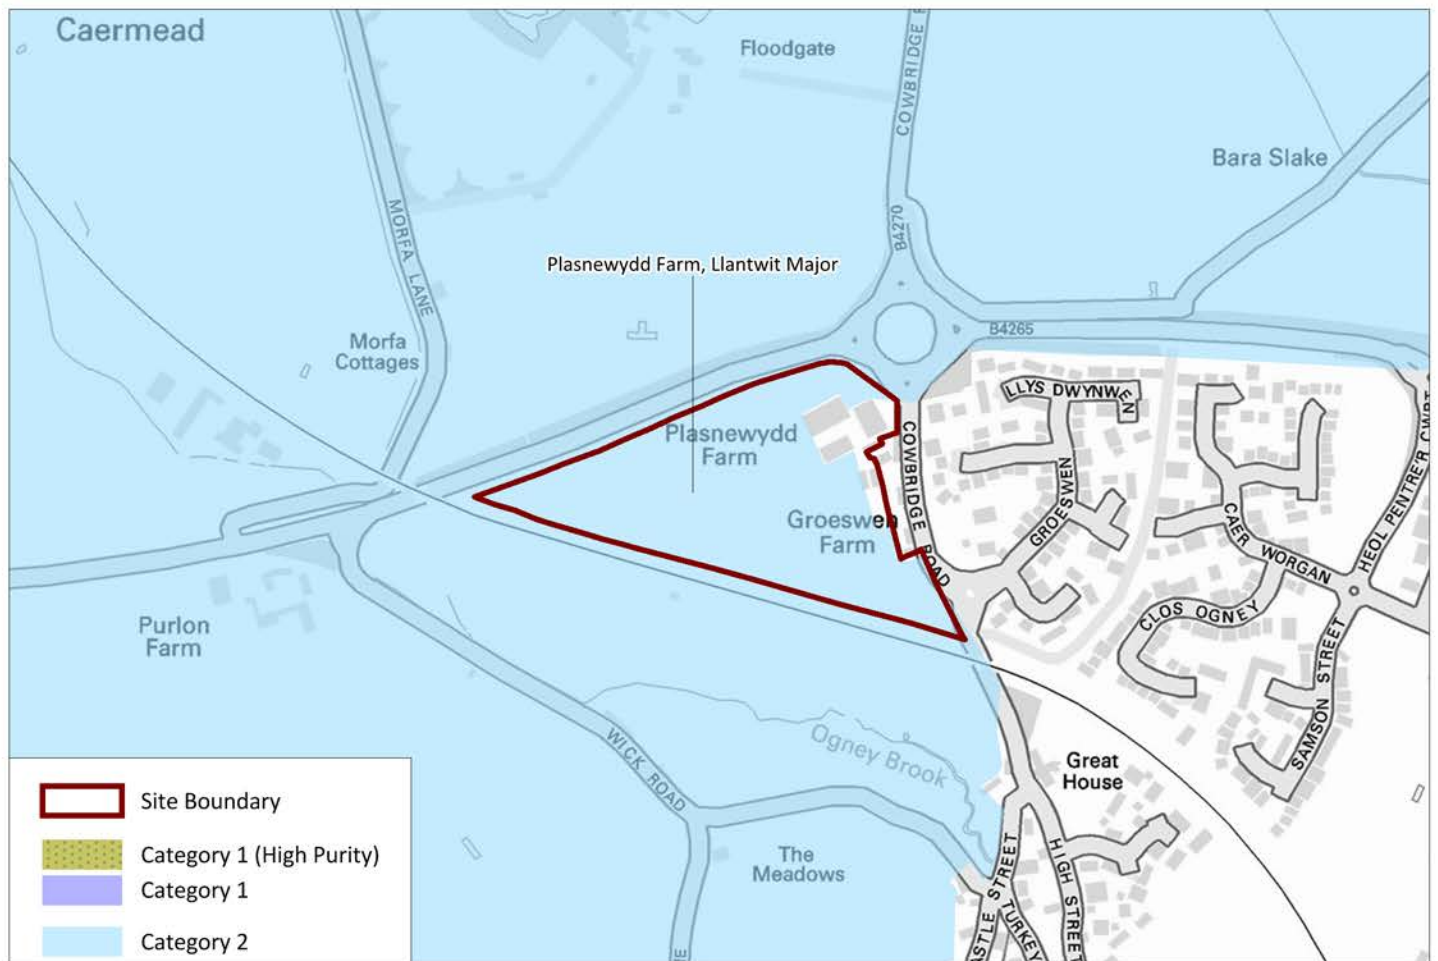 Caermead
Floodgate
COWBRIDGE
Bara Slake
MORFA LANE
B4270
Plasnewydd Farm, Llantwit Major
B4265
Morfa
Cottages
LLYS DWYNWEN
Plasnewydd
Farm
COWBRIDGE ROAD
GROESWEN
CAER WORGAN
HEOL PENTRE'R CWRT
Groeswen
Farm
CLOS OGNEY
SAMSON STREET
Purlon
Farm
WICK ROAD
Ogney Brook
Great
House
The
Meadows
HIGH STREET
STREET
TURKEY
Site Boundary
Category 1 (High Purity)
Category 1
Category 2